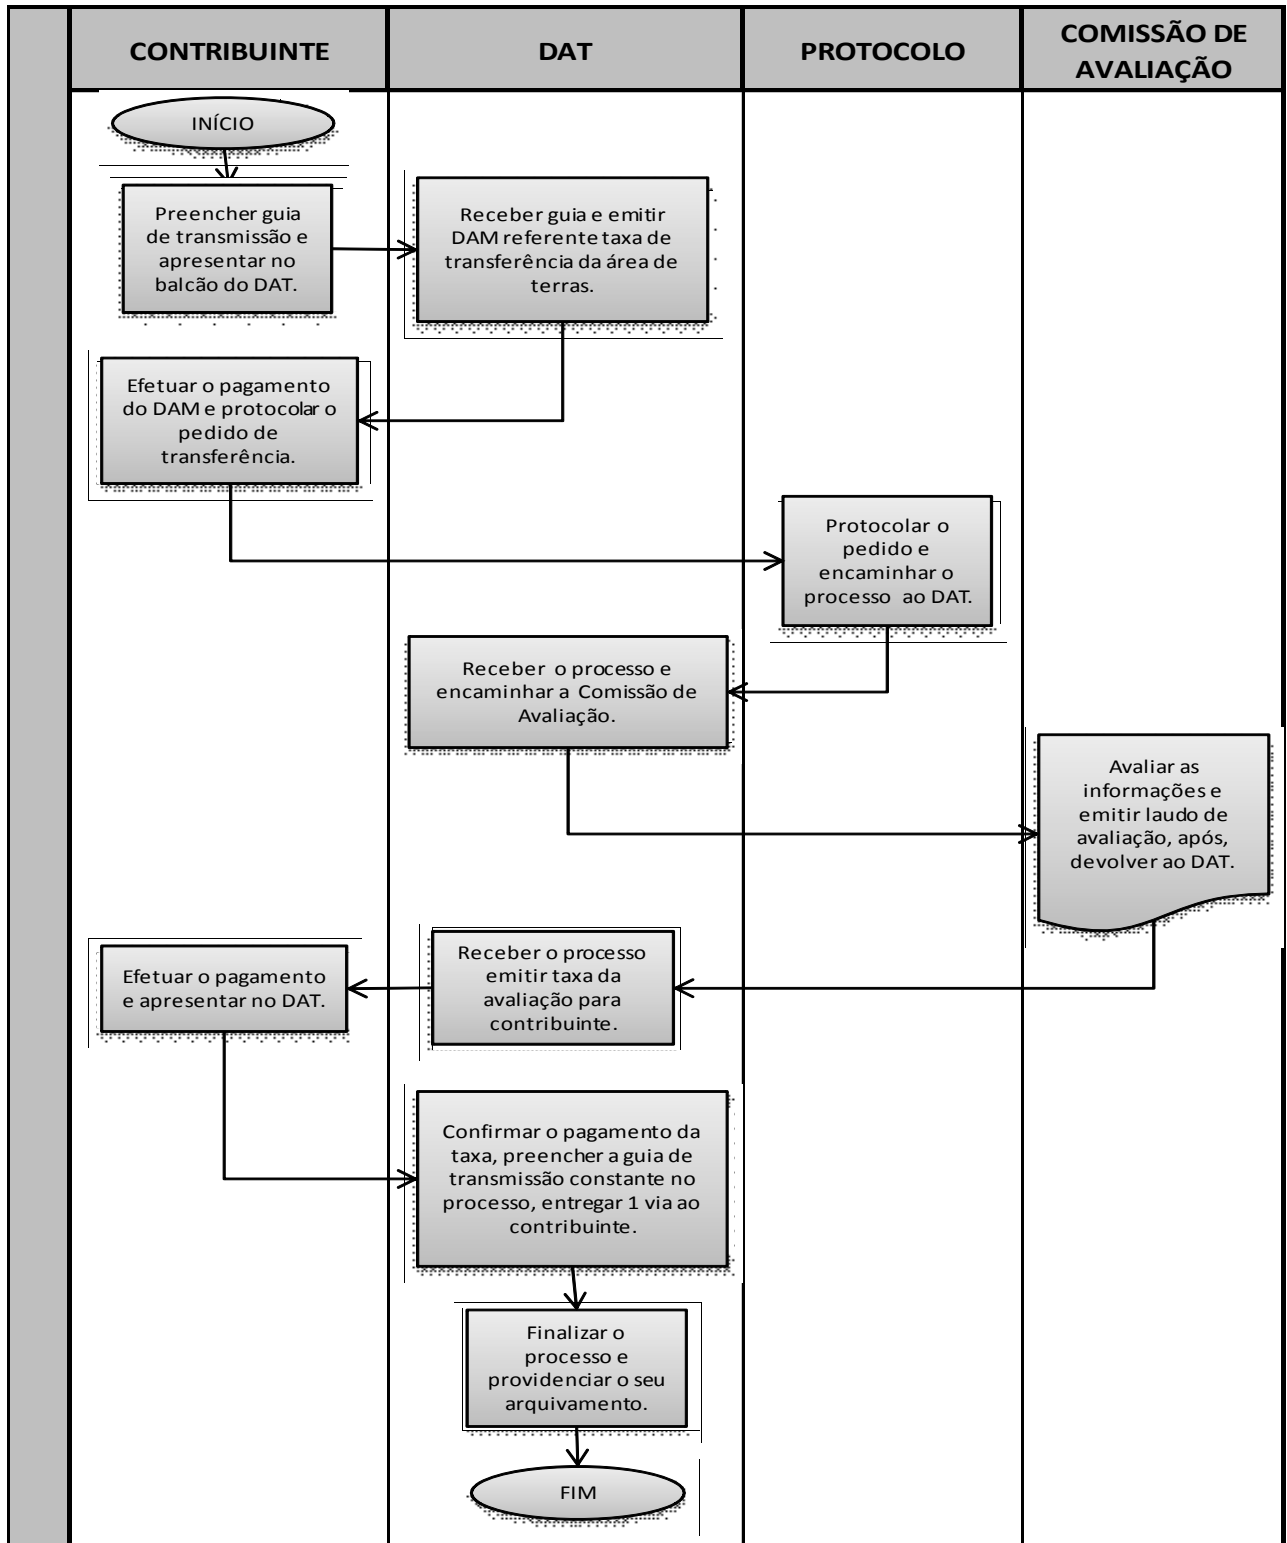 CONTRIBUINTE
DAT
PROTOCOLO
COMISSÃO DE
AVALIAÇÃO
INÍCIO
Preencher guia
de transmissão e
apresentar no
balcão do DAT.
Receber guia e emitir
DAM referente taxa de
transferência da área de
terras.
Efetuar o pagamento
do DAM e protocolar o
pedido de
transferência.
Protocolar o
pedido e
encaminhar o
processo ao DAT.
Receber o processo e
encaminhar a Comissão de
Avaliação.
Avaliar as
informações e
emitir laudo de
avaliação, após,
devolver ao DAT.
Receber o processo
emitir taxa da
avaliação para
contribuinte.
Efetuar o pagamento
e apresentar no DAT.
Confirmar o pagamento da
taxa, preencher a guia de
transmissão constante no
processo, entregar 1 via ao
contribuinte.
Finalizar o
processo e
providenciar o seu
arquivamento.
FIM